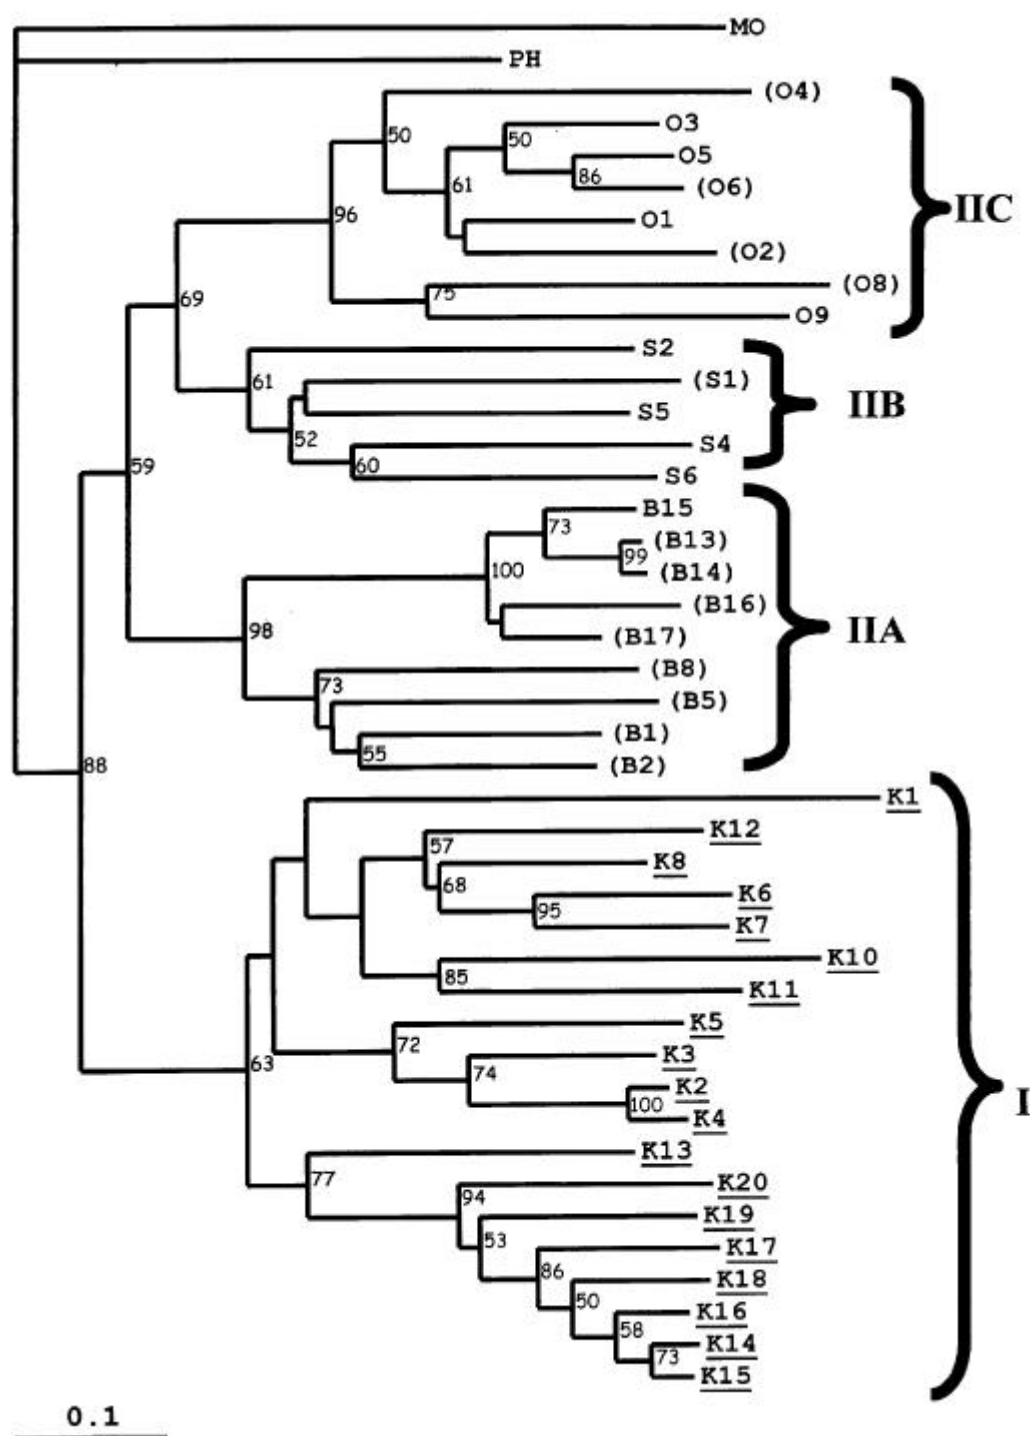 MO
PH
(O4)
50
O3
50
O5
86
(O6)
61
IIC
96
O1
(O2)
(O8)
75
69
O9
S2
61
(S1)
IIB
S5
52
S4
59
60
S6
B15
73
(B13)
99
100
(B14)
(B16)
98
(B17)
IIA
(B8)
73
(B5)
(B1)
55
(B2)
88
K1
K12
57
K8
68
K6
95
K7
K10
85
K11
K5
72
K3
63
74
K2
100
I
K4
K13
77
K20
94
K19
53
K17
86
K18
50
K16
58
K14
73
K15
0.1